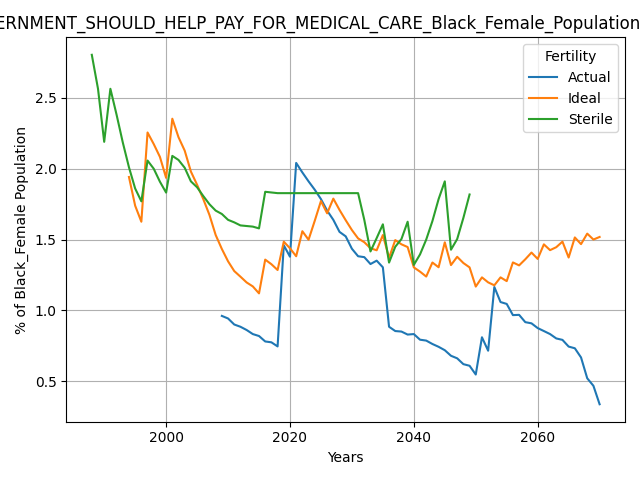 ERNMENT_SHOULD_HELP_PAY_FOR_MEDICAL_CARE_Black_Female_Population
Fertility
Actual
Ideal
Sterile
% of Black_Female Population
2.5
2.0
1.5
1.0
0.5
2000
2020
2040
2060
Years